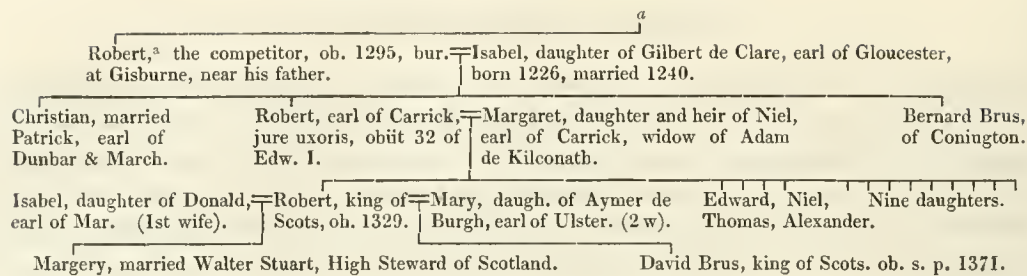 a
Robert,ᵃ the competitor, ob. 1295, bur. Isabel, daughter of Gilbert de Clare, earl of Gloucester,
at Gisburne, near his father. born 1226, married 1240.
Christian, married Robert, earl of Carrick, Margaret, daughter and heir of Niel, Bernard Brus,
Patrick, earl of jure uxoris, obiit 32 of earl of Carrick, widow of Adam of Conington.
Dunbar & March. Edw. I. de Kilconath.
Isabel, daughter of Donald, Robert, king of Mary, daugh. of Aymer de Edward, Niel, Nine daughters.
earl of Mar. (1st wife). Scots, ob. 1329. Burgh, earl of Ulster. (2 w). Thomas, Alexander.
Margery, married Walter Stuart, High Steward of Scotland. David Brus, king of Scots. ob. s. p. 1371.